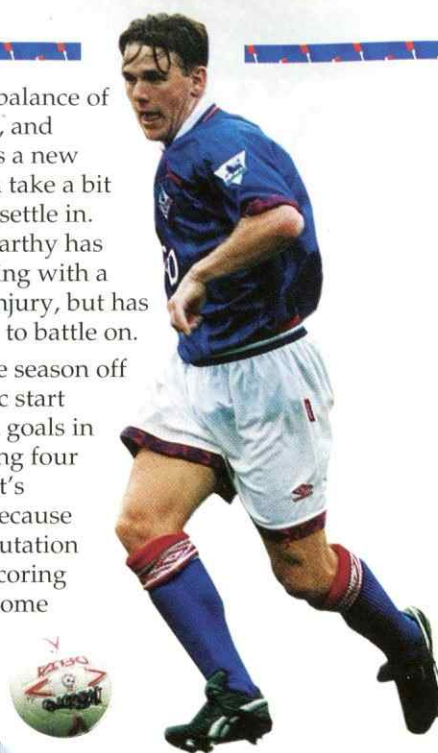 balance of
, and
s a new
take a bit
settle in.
arthy has
ng with a
njury, but has
to battle on.
e season off
c start
goals in
ng four
t's
ecause
utation
coring
ome